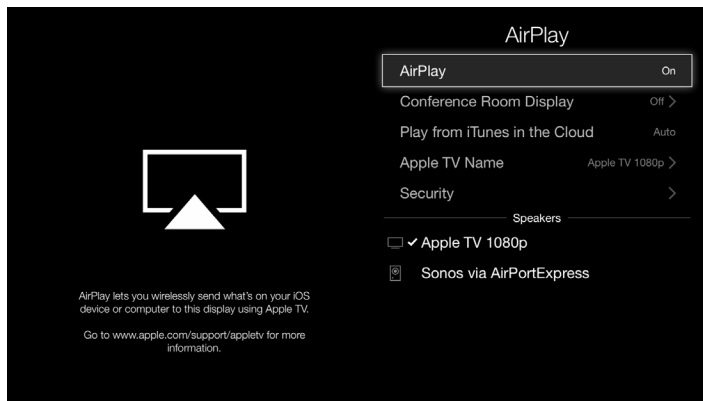 AirPlay
AirPlay On
Conference Room Display Off
Play from iTunes in the Cloud Auto
Apple TV Name Apple TV 1080p
Security
Speakers
✔ Apple TV 1080p
Sonos via AirPortExpress
AirPlay lets you wirelessly send what's on your iOS
device or computer to this display using Apple TV.
Go to www.apple.com/support/appletv for more
information.